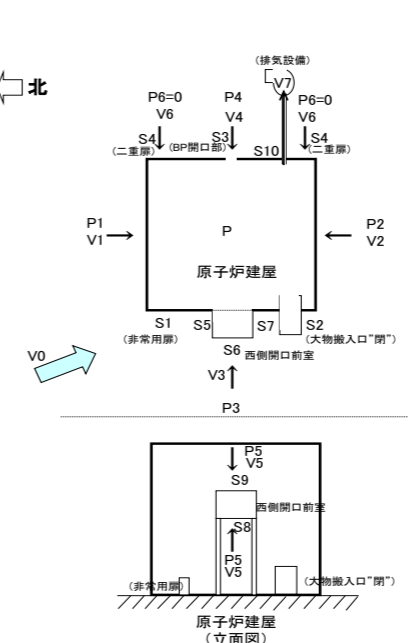 (排気設備)
北
V7
P6=0
V6
P4
V4
P6=0
V6
S4
(二重扉)
S3
(BP開口部)
S10
S4
(二重扉)
P1
V1
P
P2
V2
原子炉建屋
S1
(非常用扉)
S5
S7
S2
(大物搬入口"閉")
S6
西側開口前室
V0
V3
P3
P5
V5
S9
西側開口前室
S8
P5
V5
(非常用扉)
(大物搬入口"閉")
原子炉建屋
(立面図)